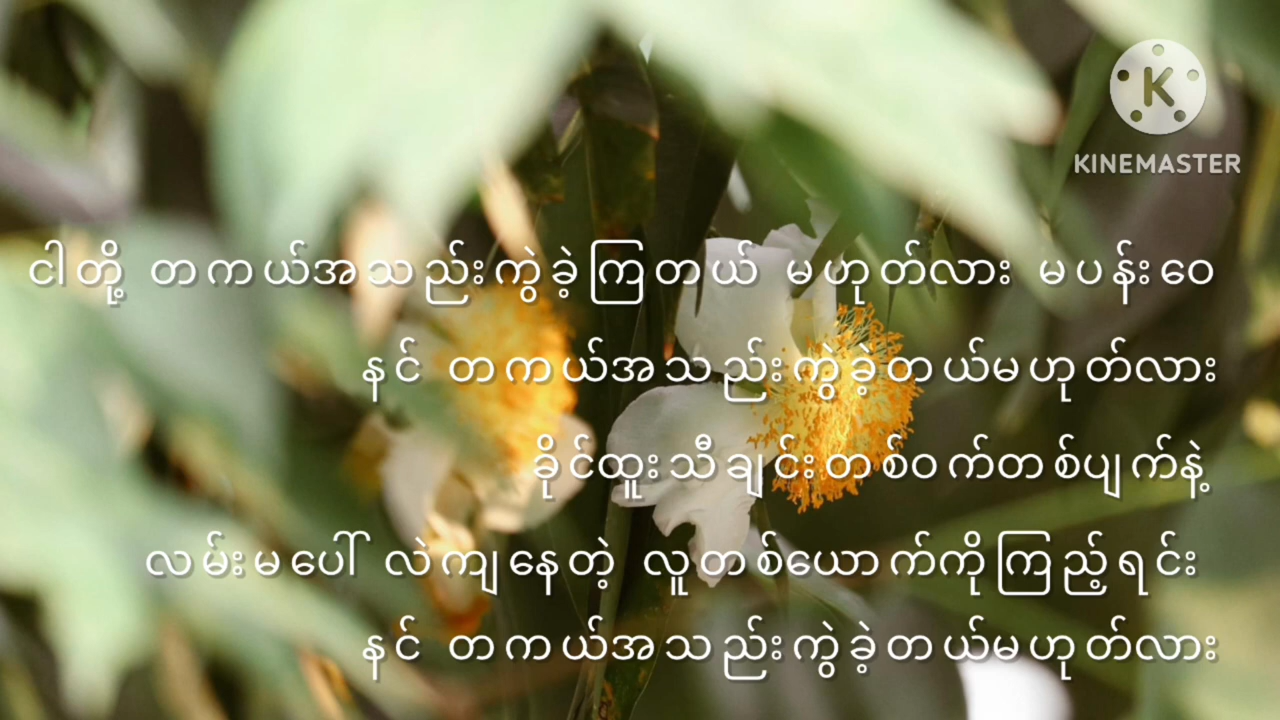 KINEMASTER
ငါတို့ တကယ်အသည်းကွဲခဲ့ကြတယ် မဟုတ်လား မပန်းဝေ
နင် တကယ်အသည်းကွဲခဲ့တယ်မဟုတ်လား
ခိုင်ထူးသီချင်းတစ်ဝက်တစ်ပျက်နဲ့
လမ်းမပေါ် လဲကျနေတဲ့ လူတစ်ယောက်ကိုကြည့်ရင်း
နင် တကယ်အသည်းကွဲခဲ့တယ်မဟုတ်လား